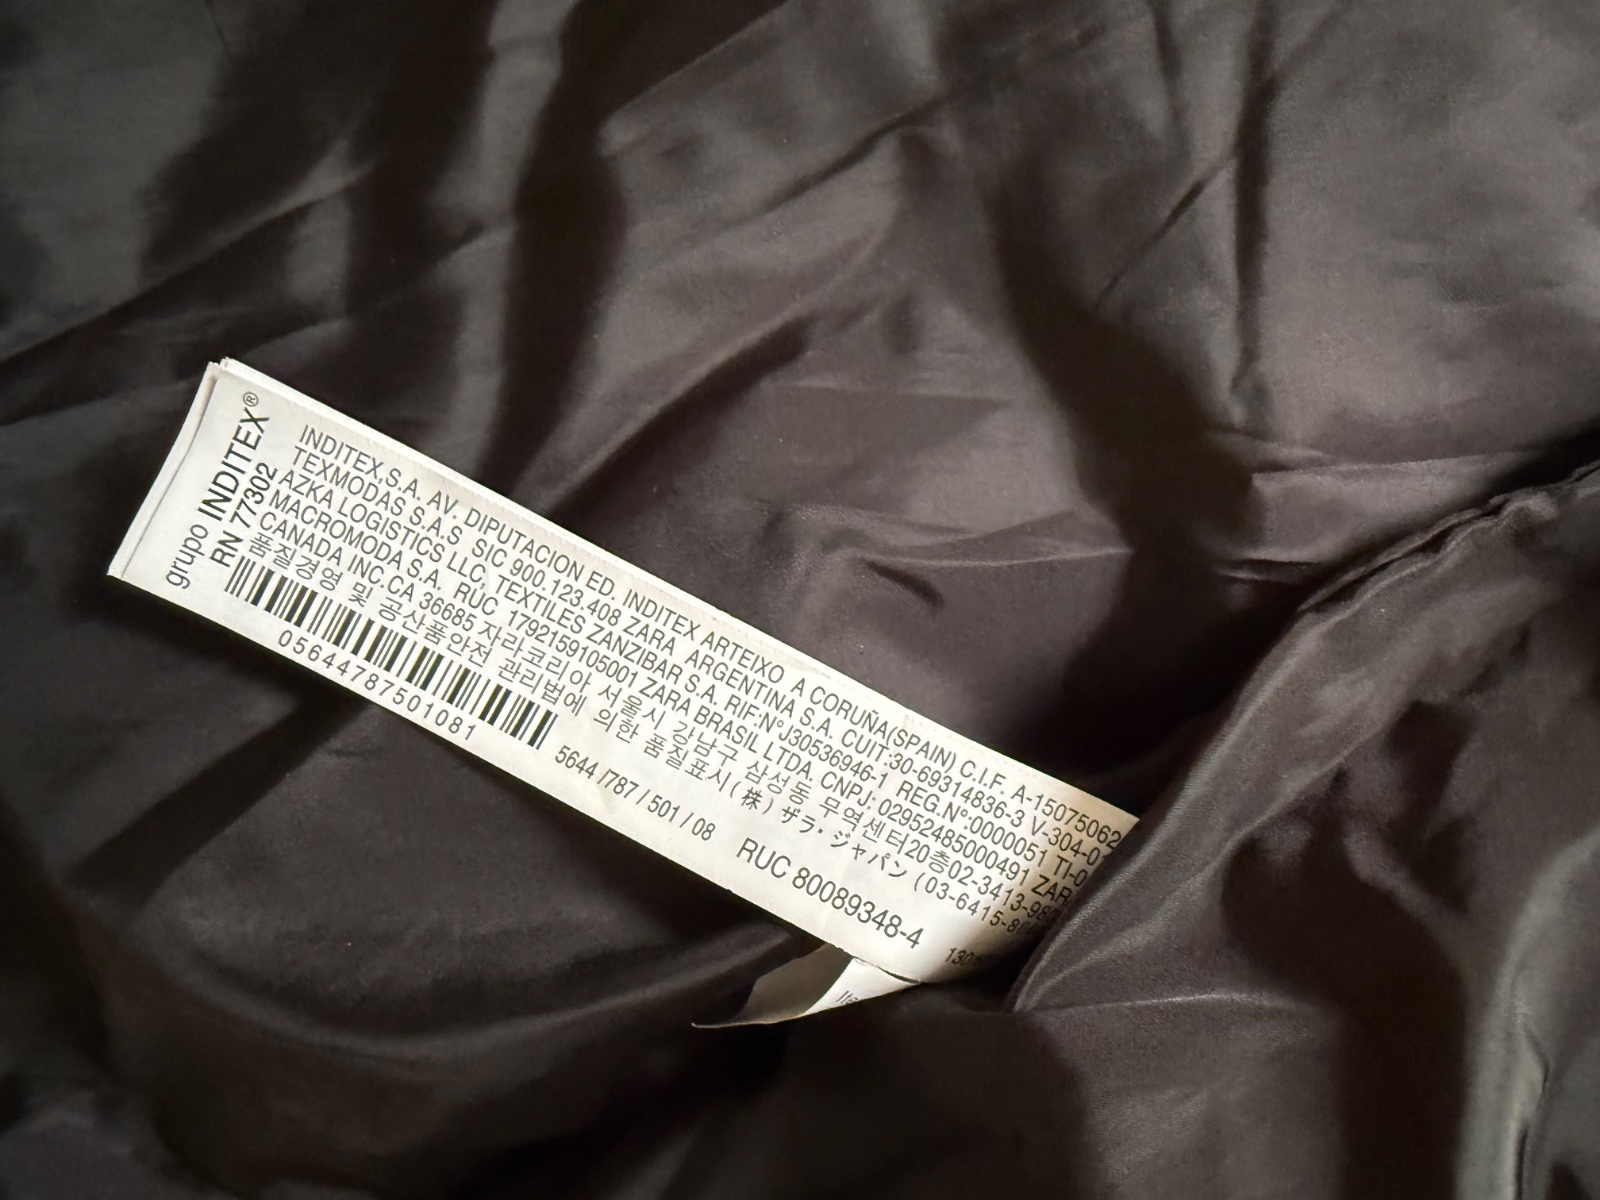 grupo INDITEX®
RN 77302
INDITEX,S.A. AV. DIPUTACION ED. INDITEX ARTEIXO A CORUÑA(SPAIN) C.I.F. A-15075062
TEXMODAS S.A.S SIC 900.123.408 ZARA ARGENTINA S.A. CUIT:30-69314836-3 V-304-01
AZKA LOGISTICS LLC, TEXTILES ZANZIBAR S.A. RIF:Nº J30536946-1 REG.Nº:0000051 TI-0
MACROMODA S.A. RUC 1792159105001 ZARA BRASIL LTDA. CNPJ: 02952485000491 ZARA
CANADA INC. CA 36685 자라코리아 서울시 강남구 삼성동 무역센터20층02-3413-98
품질경영 및 공산품안전 관리법에 의한 품질표시(株) ザラ・ジャパン (03-6415-80
05644787501081
5644 /787 / 501 / 08
RUC 80089348-4
130